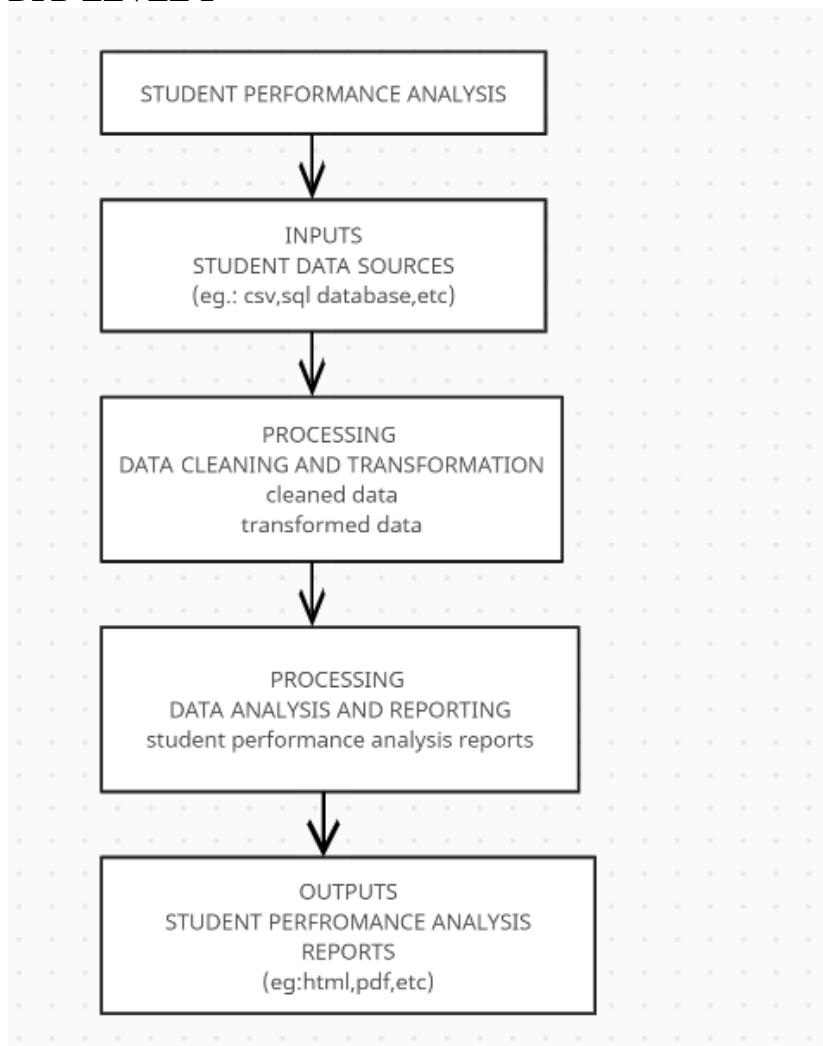 STUDENT PERFORMANCE ANALYSIS
INPUTS
STUDENT DATA SOURCES
(eg.: csv,sql database,etc)
PROCESSING
DATA CLEANING AND TRANSFORMATION
cleaned data
transformed data
PROCESSING
DATA ANALYSIS AND REPORTING
student performance analysis reports
OUTPUTS
STUDENT PERFROMANCE ANALYSIS
REPORTS
(eg:html,pdf,etc)